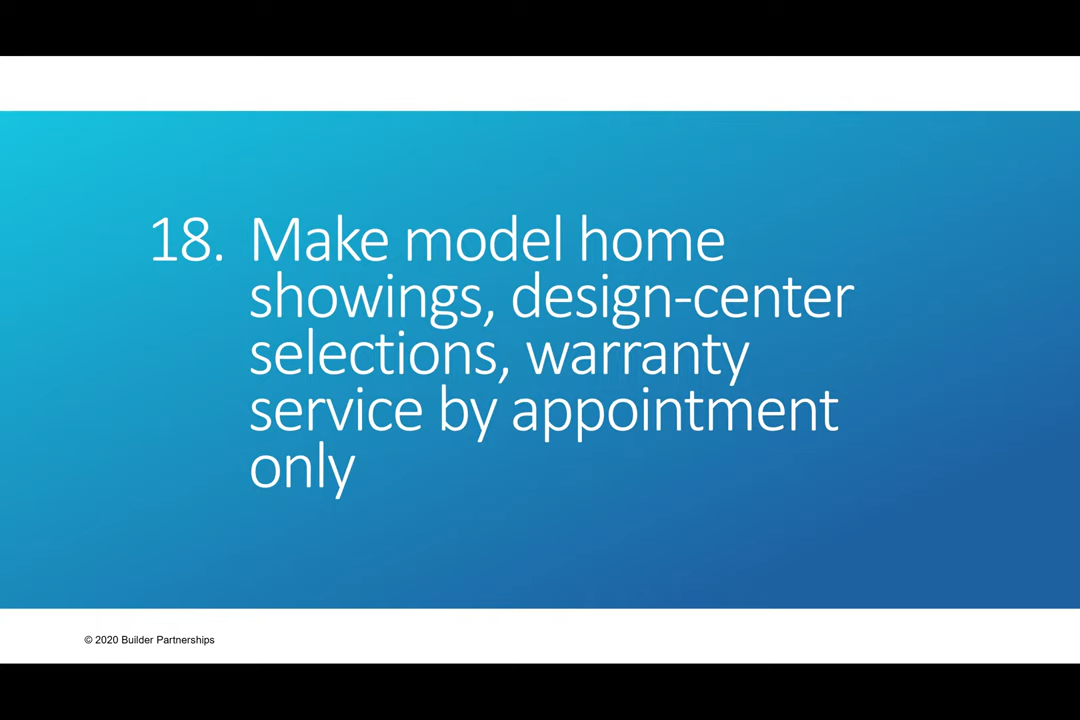 18. Make model home
showings, design-center
selections, warranty
service by appointment
only
© 2020 Builder Partnerships